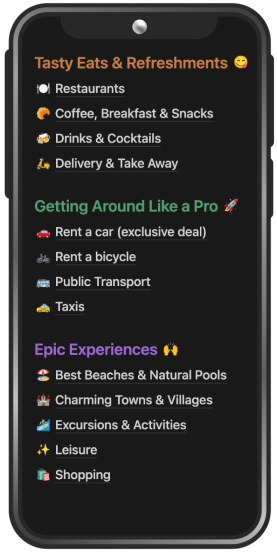 Tasty Eats & Refreshments 😋
🍽️ Restaurants
🥐 Coffee, Breakfast & Snacks
🍻 Drinks & Cocktails
🛵 Delivery & Take Away
Getting Around Like a Pro 🚀
🚗 Rent a car (exclusive deal)
🚲 Rent a bicycle
🚌 Public Transport
🚕 Taxis
Epic Experiences 🙌
🏖️ Best Beaches & Natural Pools
🏰 Charming Towns & Villages
🏄 Excursions & Activities
✨ Leisure
🛍️ Shopping